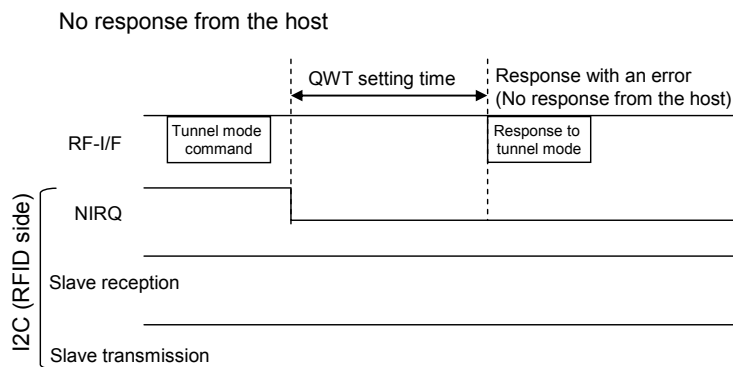 No response from the host
QWT setting time
Response with an error
(No response from the host)
RF-I/F
Tunnel mode
command
Response to
tunnel mode
NIRQ
I2C (RFID side)
Slave reception
Slave transmission